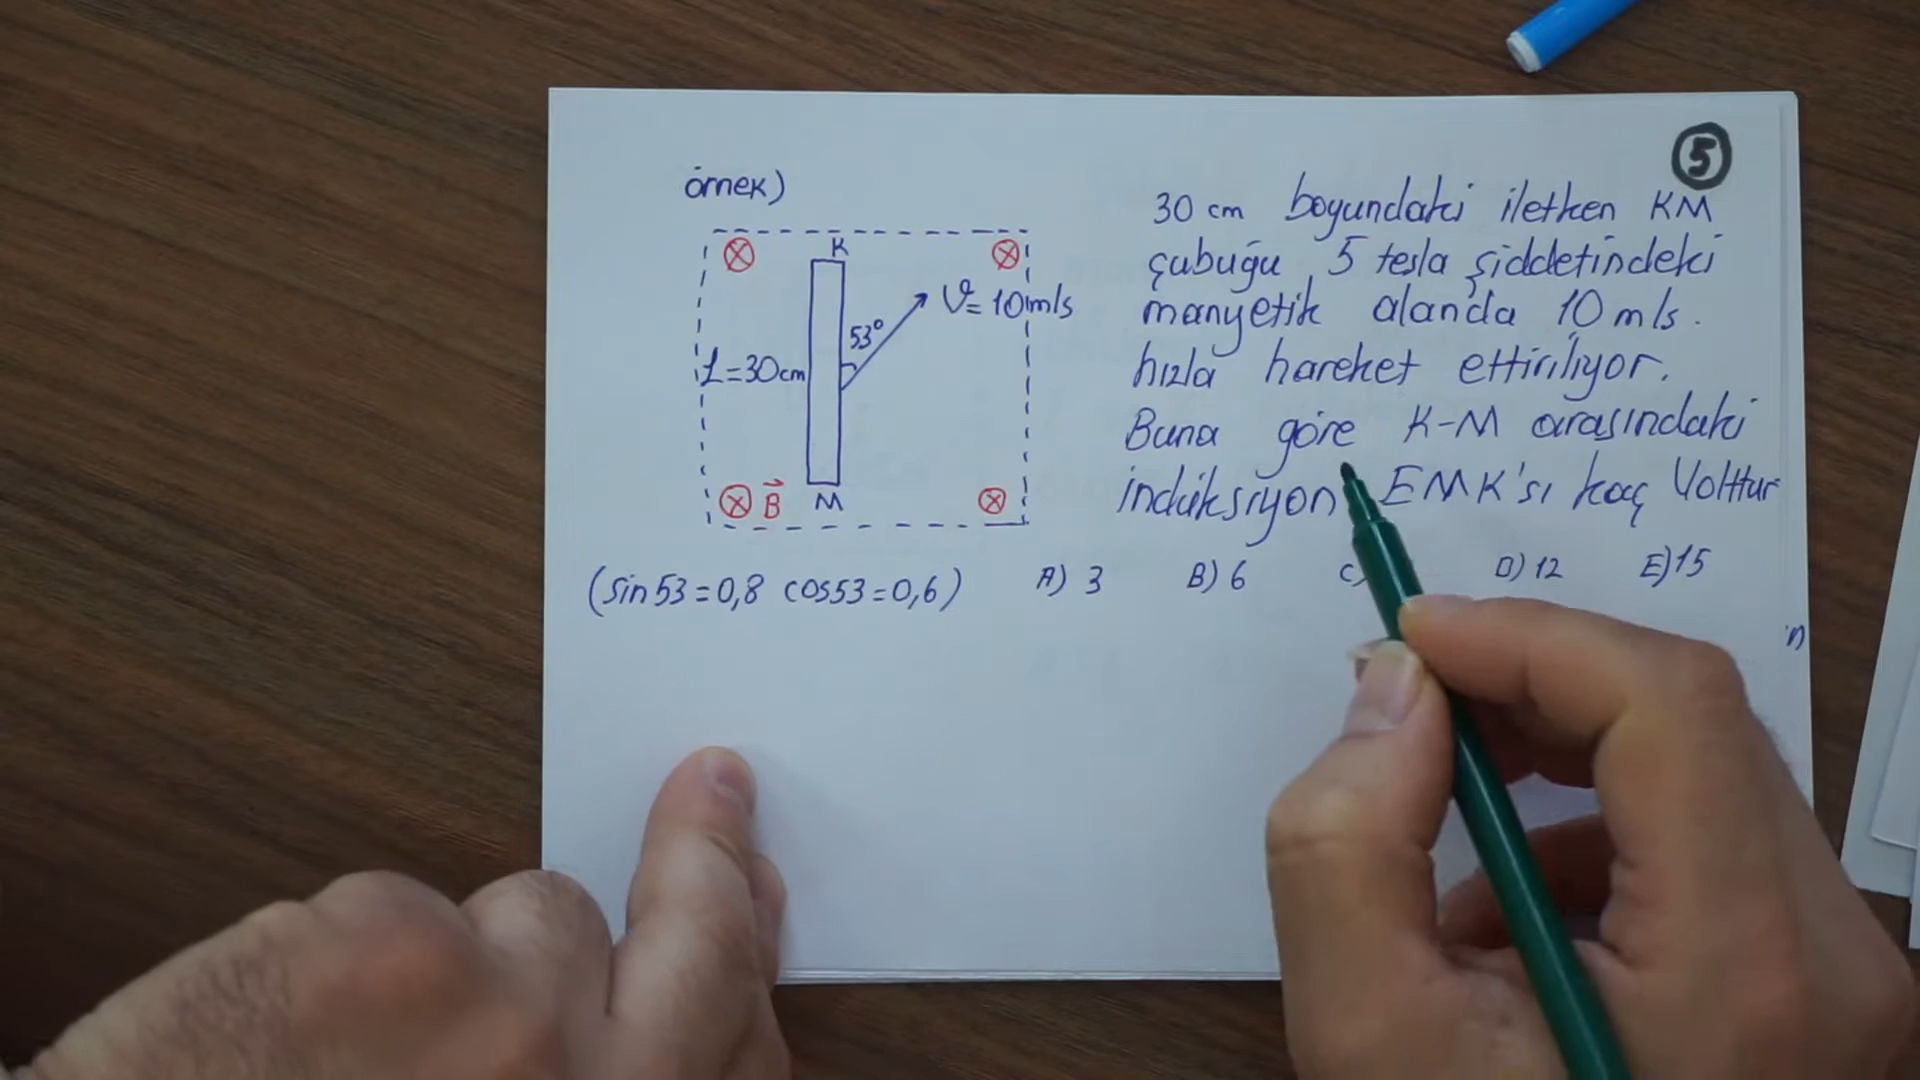 5
örnek)
30 cm boyundaki iletken KM
çubuğu, 5 tesla şiddetindeki
manyetik alanda 10 m/s.
hızla hareket ettiriliyor.
Buna göre K-M arasındaki
indüksiyon EMK'sı kaç Volttur
K
53°
V = 10 m/s
L = 30 cm
B
M
(sin 53 = 0,8 cos 53 = 0,6)
A) 3 B) 6 C) D) 12 E) 15